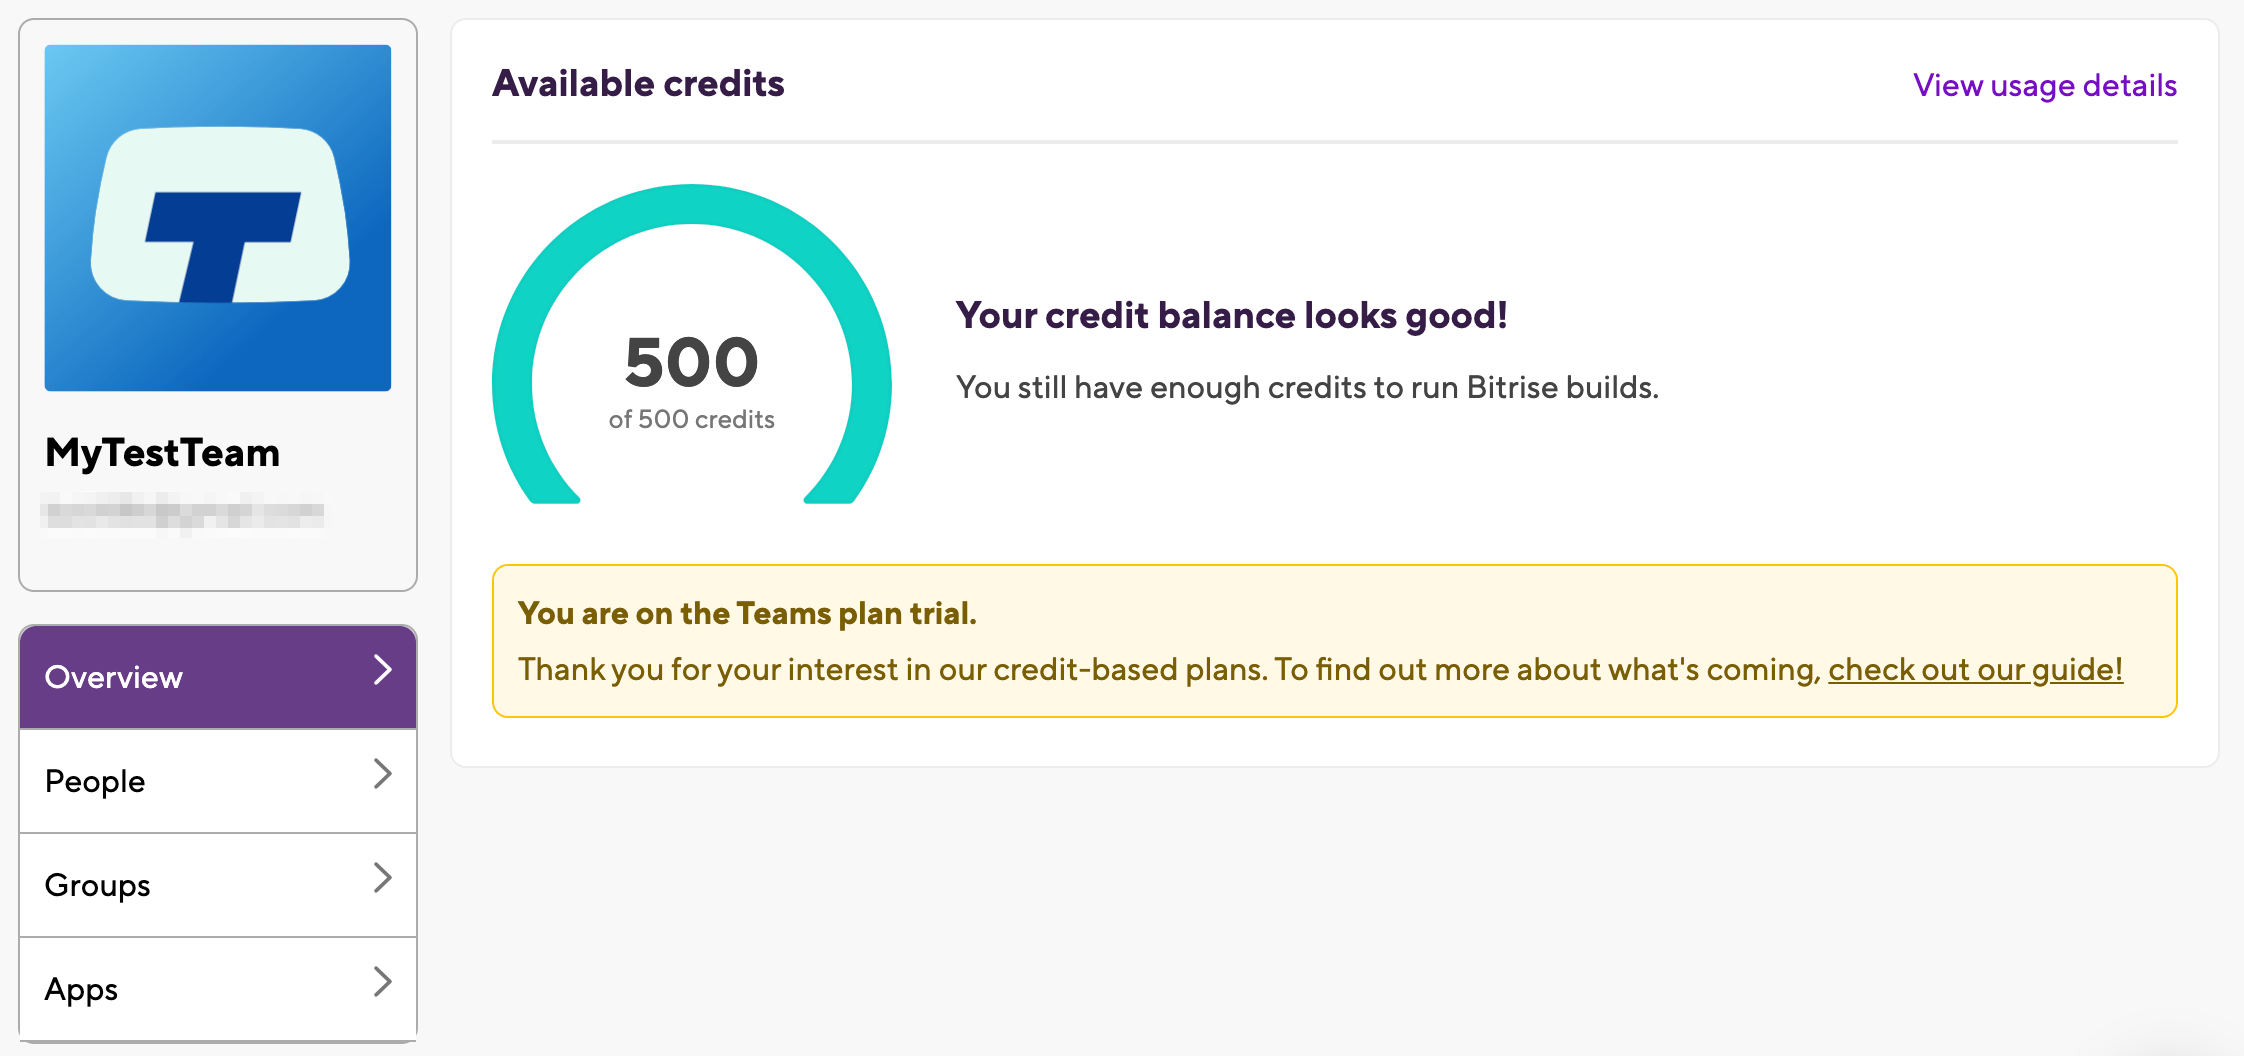 T
MyTestTeam
Overview
People
Groups
Apps
Available credits
View usage details
500
of 500 credits
Your credit balance looks good!
You still have enough credits to run Bitrise builds.
You are on the Teams plan trial.
Thank you for your interest in our credit-based plans. To find out more about what's coming, check out our guide!